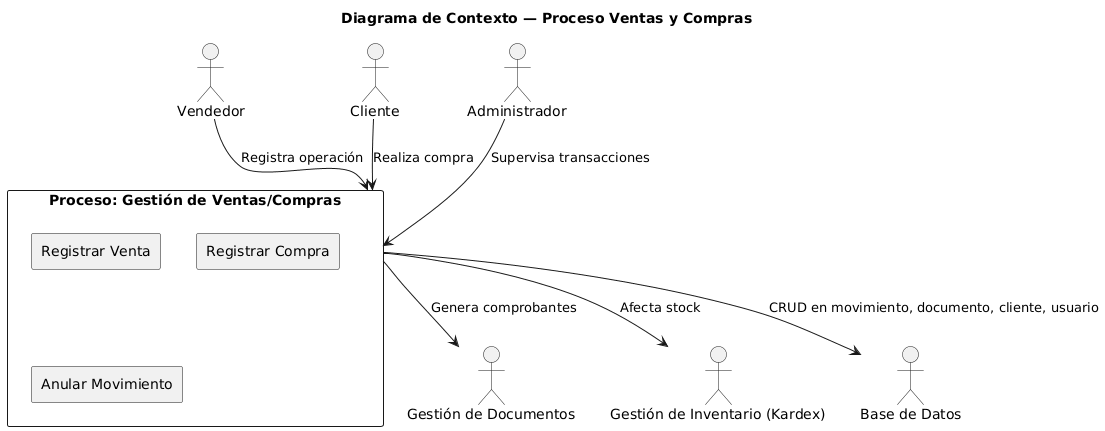 Diagrama de Contexto — Proceso Ventas y Compras
Vendedor
Cliente
Administrador
Registra operación
Realiza compra
Supervisa transacciones
Proceso: Gestión de Ventas/Compras
Registrar Venta
Registrar Compra
Anular Movimiento
Genera comprobantes
Afecta stock
CRUD en movimiento, documento, cliente, usuario
Gestión de Documentos
Gestión de Inventario (Kardex)
Base de Datos